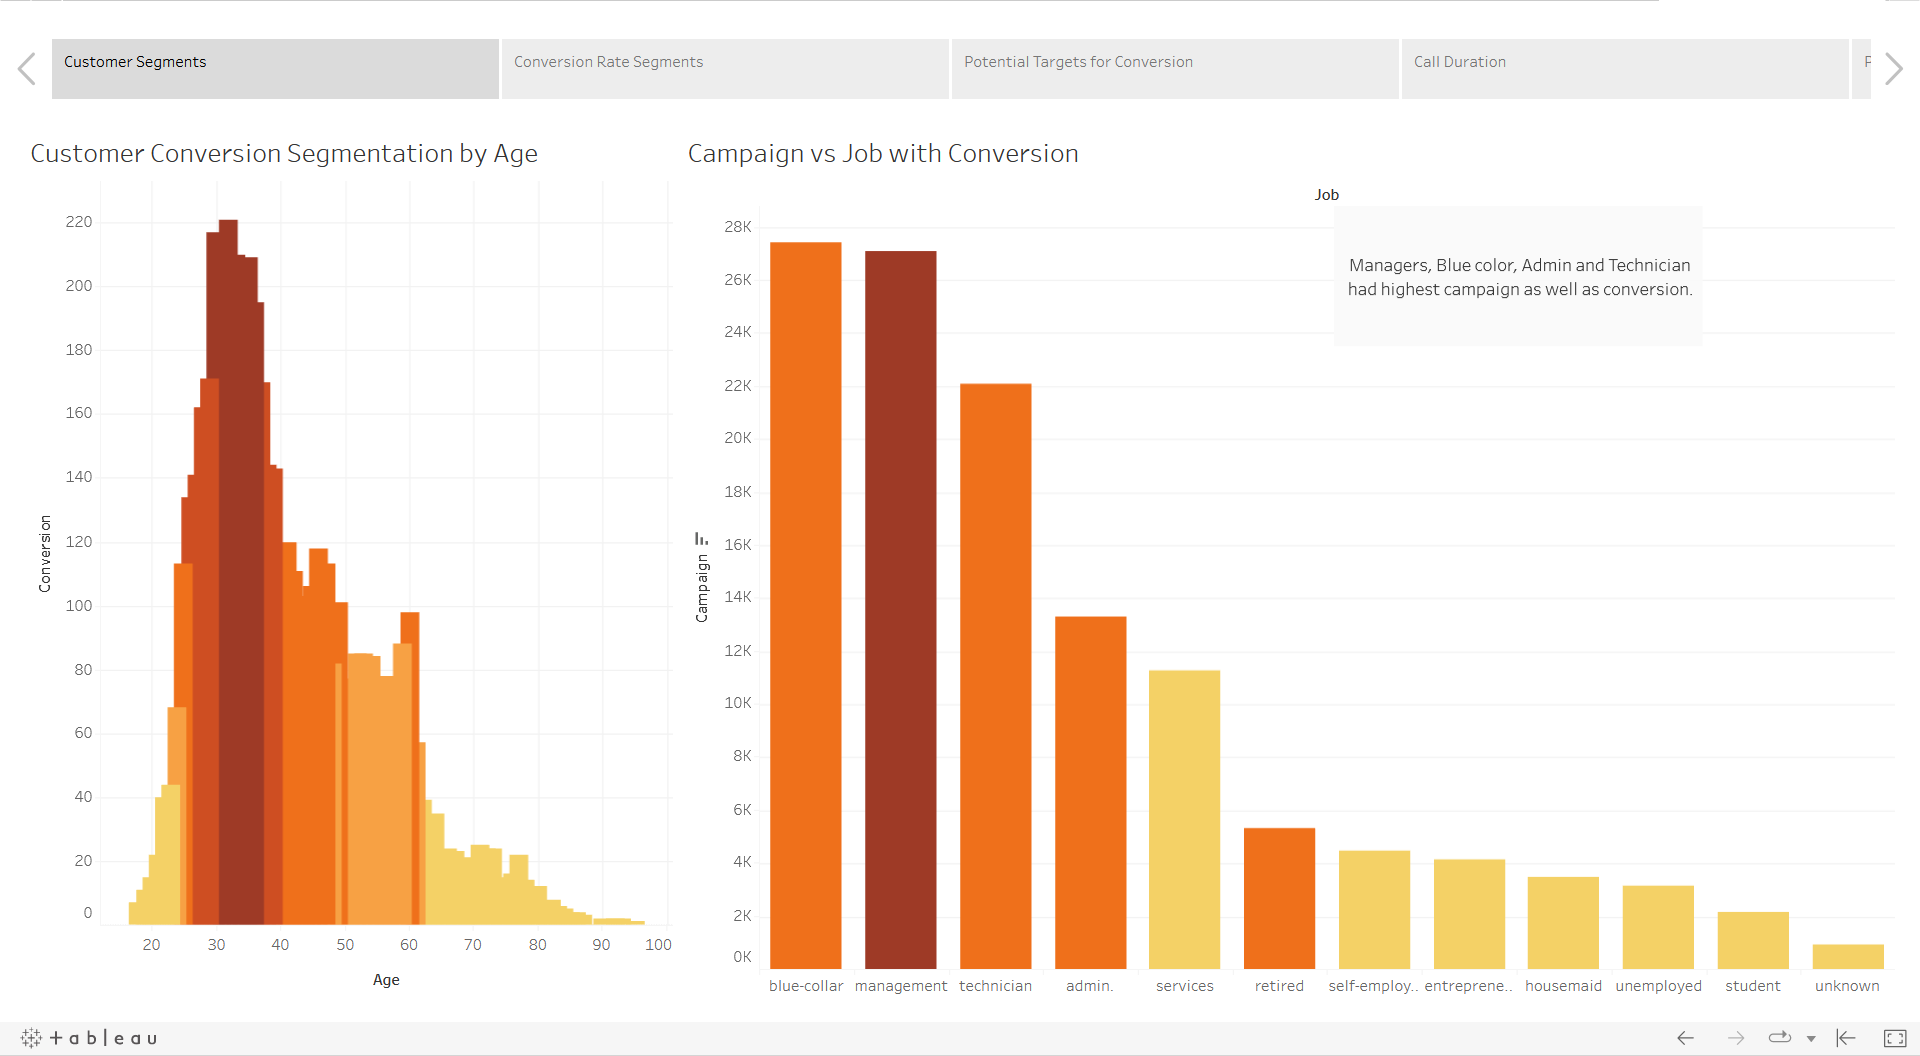 Customer Segments
Conversion Rate Segments
Potential Targets for Conversion
Call Duration
Customer Conversion Segmentation by Age
Conversion
220
200
180
160
140
120
100
80
60
40
20
0
20 30 40 50 60 70 80 90 100
Age
Campaign vs Job with Conversion
Job
Managers, Blue color, Admin and Technician
had highest campaign as well as conversion.
Campaign
28K
26K
24K
22K
20K
18K
16K
14K
12K
10K
8K
6K
4K
2K
0K
blue-collar management technician admin. services retired self-employ.. entreprene.. housemaid unemployed student unknown
+ a b | e a u